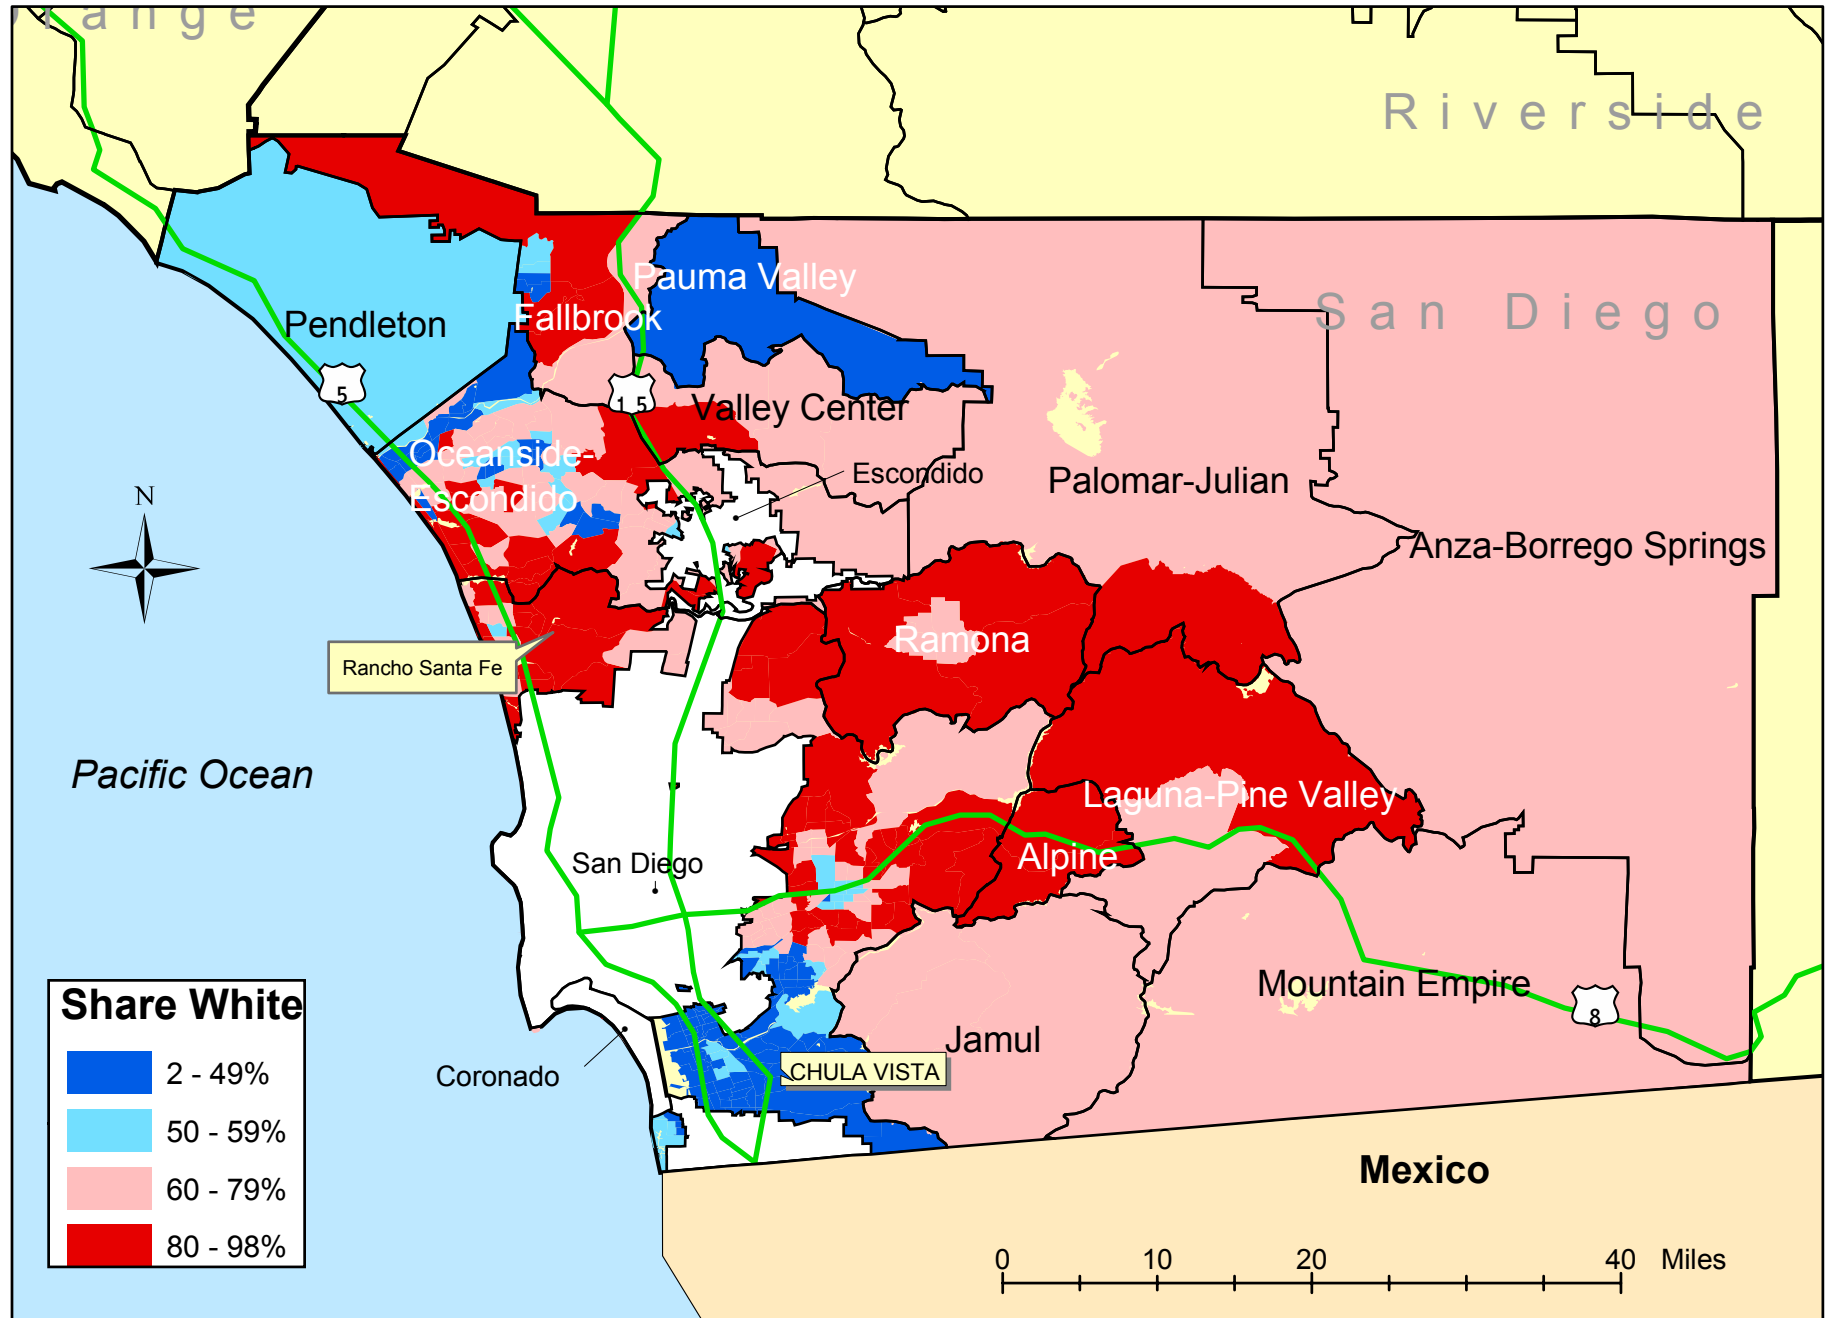 range
Riverside
San Diego
Pauma Valley
Fallbrook
Pendleton
5
15
Valley Center
Oceanside-
Escondido
Escondido
Palomar-Julian
N
Anza-Borrego Springs
Ramona
Rancho Santa Fe
Pacific Ocean
Laguna-Pine Valley
San Diego
Alpine
Mountain Empire
8
Jamul
Coronado
CHULA VISTA
Share White
2 - 49%
50 - 59%
60 - 79%
80 - 98%
Mexico
0 10 20 40 Miles